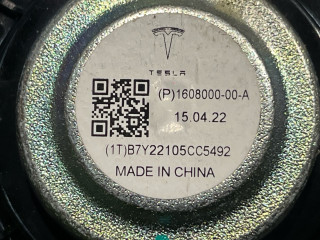 TESLA
(P)1608000-00-A
15.04.22
(1T)B7Y22105CC5492
MADE IN CHINA